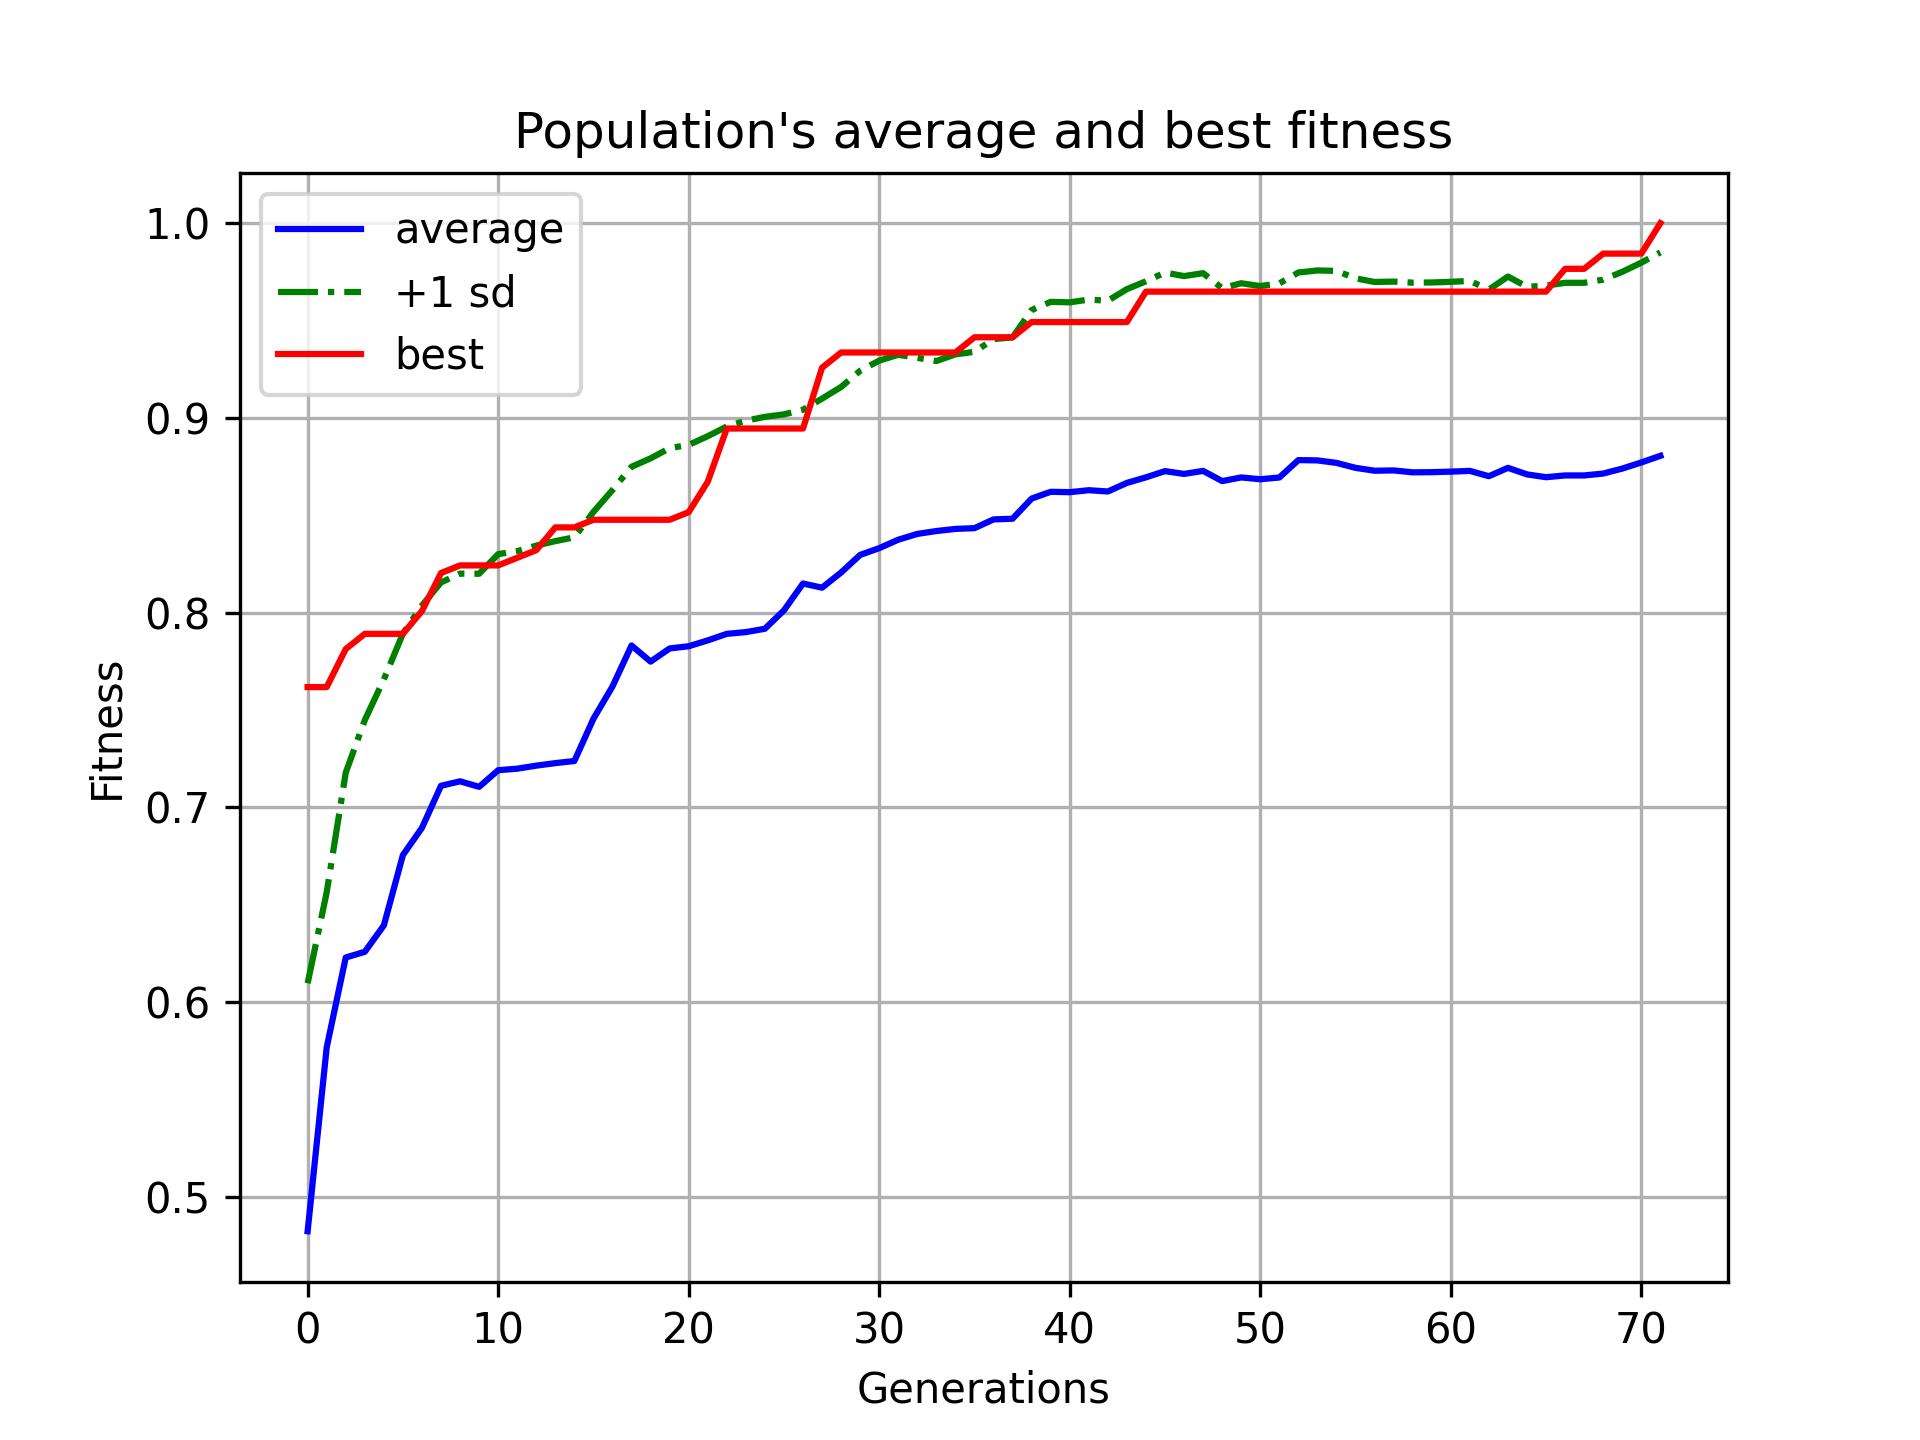 Population's average and best fitness
average
+1 sd
best
1.0
0.9
0.8
0.7
0.6
0.5
Fitness
0 10 20 30 40 50 60 70
Generations